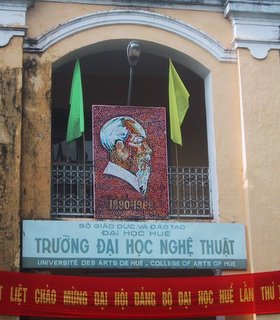 1890-1969
BỘ GIÁO DỤC VÀ ĐÀO TẠO
ĐẠI HỌC HUẾ
TRƯỜNG ĐẠI HỌC NGHỆ THUẬT
UNIVERSITÉ DES ARTS DE HUE - COLLEGE OF ARTS OF HUE
LIỆT CHÀO MỪNG ĐẠI HỘI ĐẢNG BỘ ĐẠI HỌC HUẾ LẦN THỨ